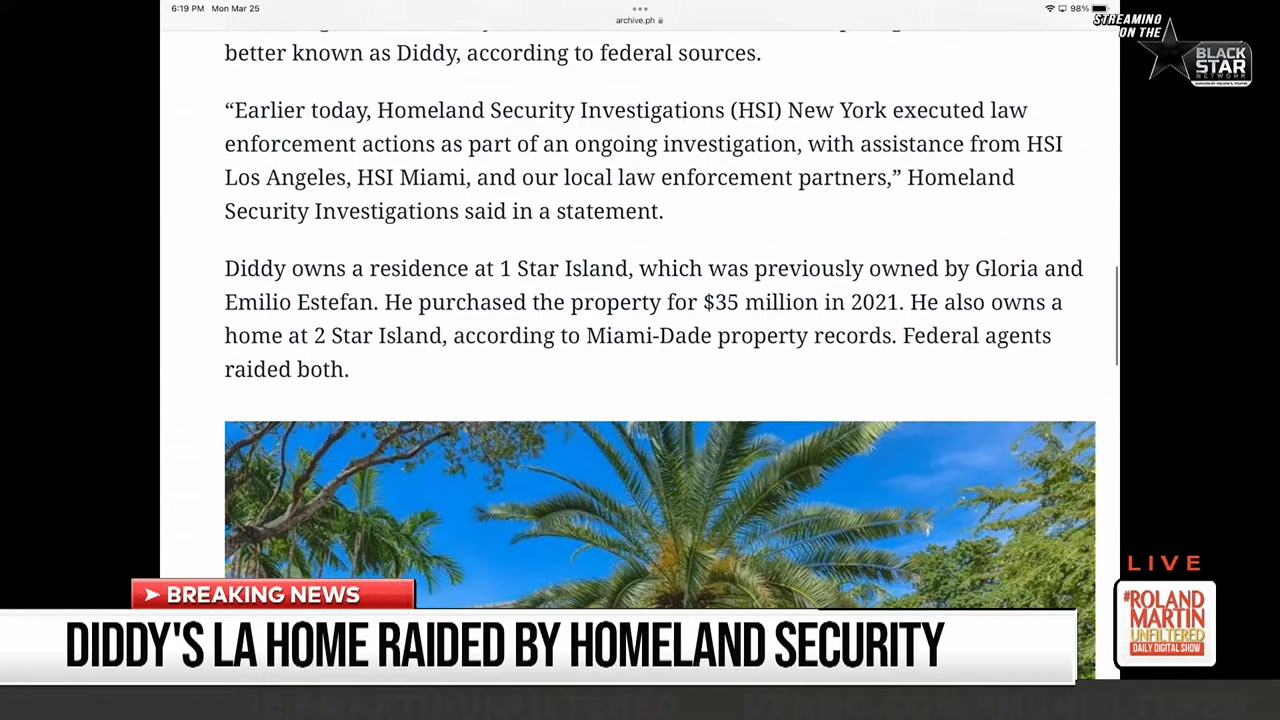 6:19 PM Mon Mar 25
98%
archive.ph
STREAMING
ON THE
BLACK
STAR
NETWORK
better known as Diddy, according to federal sources.
“Earlier today, Homeland Security Investigations (HSI) New York executed law
enforcement actions as part of an ongoing investigation, with assistance from HSI
Los Angeles, HSI Miami, and our local law enforcement partners,” Homeland
Security Investigations said in a statement.
Diddy owns a residence at 1 Star Island, which was previously owned by Gloria and
Emilio Estefan. He purchased the property for $35 million in 2021. He also owns a
home at 2 Star Island, according to Miami-Dade property records. Federal agents
raided both.
LIVE
BREAKING NEWS
DIDDY'S LA HOME RAIDED BY HOMELAND SECURITY
#ROLAND
MARTIN
UNFILTERED
DAILY DIGITAL SHOW